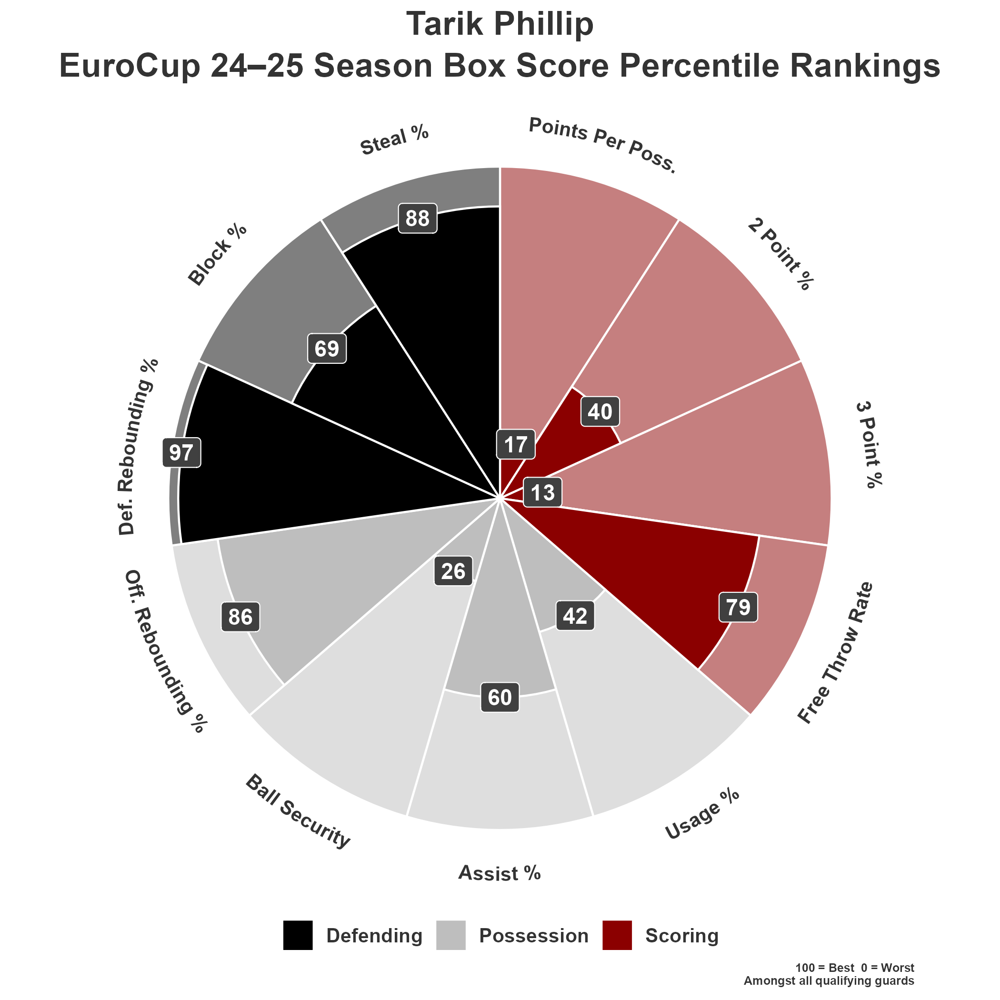 Tarik Phillip
EuroCup 24–25 Season Box Score Percentile Rankings
Steal %
Points Per Poss.
2 Point %
Block %
88
69
3 Point %
40
Def. Rebounding %
17
97
13
Off. Rebounding %
26
Free Throw Rate
79
86
42
60
Ball Security
Usage %
Assist %
Defending
Possession
Scoring
100 = Best  0 = Worst
Amongst all qualifying guards